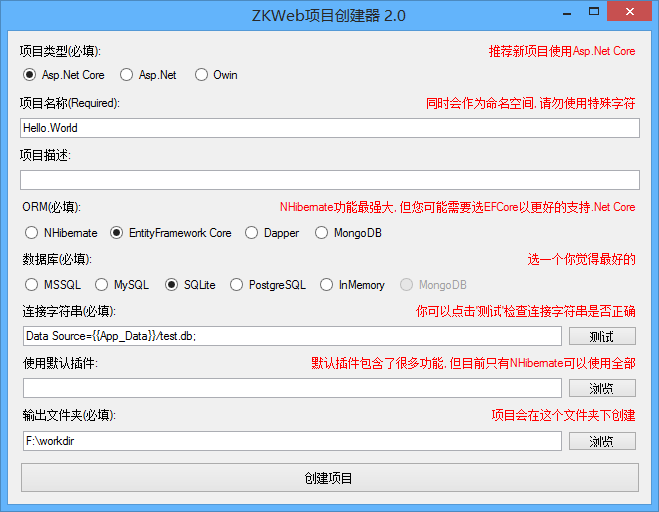 ZKWeb项目创建器 2.0
项目类型(必填): 推荐新项目使用Asp.Net Core
Asp.Net Core Asp.Net Owin
项目名称(Required): 同时会作为命名空间, 请勿使用特殊字符
Hello.World
项目描述:
ORM(必填): NHibernate功能最强大, 但您可能需要选EFCore以更好的支持.Net Core
NHibernate EntityFramework Core Dapper MongoDB
数据库(必填): 选一个你觉得最好的
MSSQL MySQL SQLite PostgreSQL InMemory MongoDB
连接字符串(必填): 你可以点击'测试'检查连接字符串是否正确
Data Source={{App_Data}}/test.db; 测试
使用默认插件: 默认插件包含了很多功能, 但目前只有NHibernate可以使用全部
浏览
输出文件夹(必填): 项目会在这个文件夹下创建
F:\workdir 浏览
创建项目